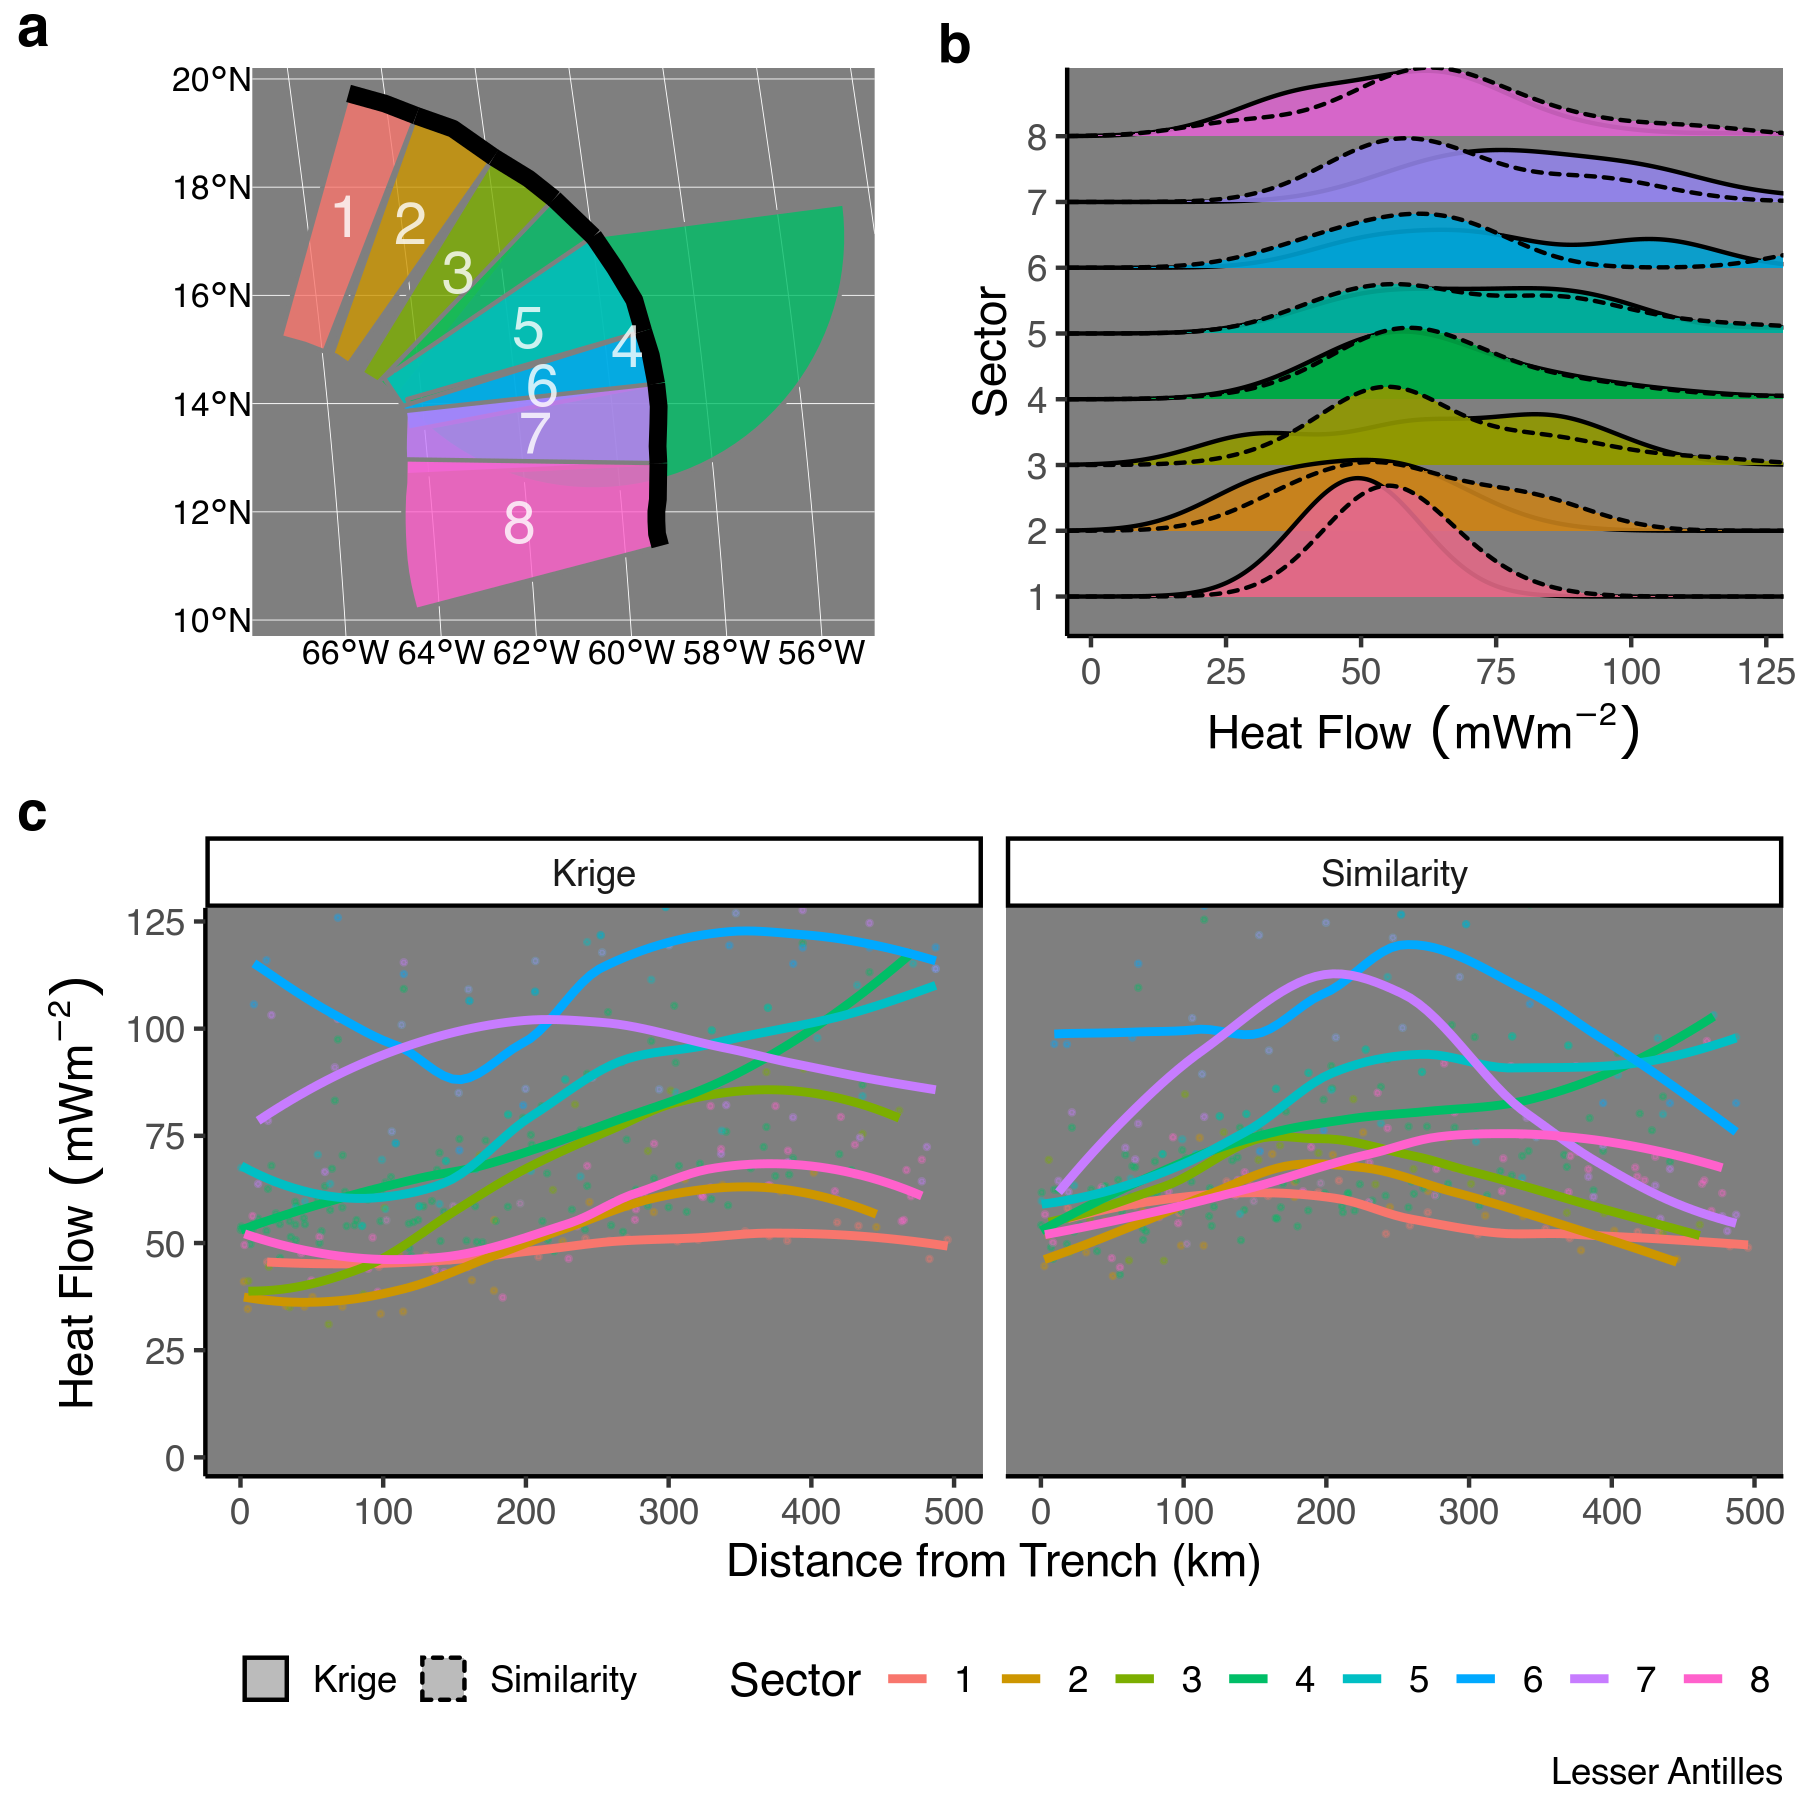 a
20°N
18°N
16°N
14°N
12°N
10°N
66°W 64°W 62°W 60°W 58°W 56°W
1
2
3
4
5
6
7
8
b
Sector
8
7
6
5
4
3
2
1
0 25 50 75 100 125
Heat Flow (mWm−2)
c
Krige
Similarity
Heat Flow (mWm−2)
125
100
75
50
25
0
0 100 200 300 400 500
0 100 200 300 400 500
Distance from Trench (km)
Krige Similarity
Sector 1 2 3 4 5 6 7 8
Lesser Antilles